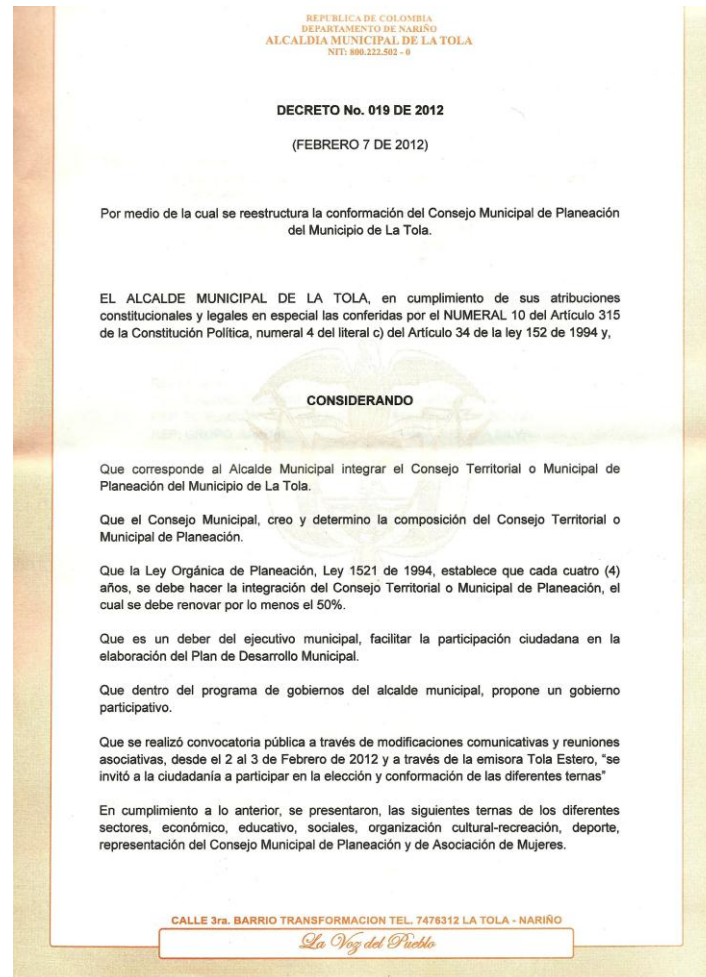 REPUBLICA DE COLOMBIA
DEPARTAMENTO DE NARIÑO
ALCALDIA MUNICIPAL DE LA TOLA
NIT: 800.222.502 - 0
DECRETO No. 019 DE 2012
(FEBRERO 7 DE 2012)
Por medio de la cual se reestructura la conformación del Consejo Municipal de Planeación
del Municipio de La Tola.
EL ALCALDE MUNICIPAL DE LA TOLA, en cumplimiento de sus atribuciones
constitucionales y legales en especial las conferidas por el NUMERAL 10 del Artículo 315
de la Constitución Política, numeral 4 del literal c) del Artículo 34 de la ley 152 de 1994 y,
CONSIDERANDO
Que corresponde al Alcalde Municipal integrar el Consejo Territorial o Municipal de
Planeación del Municipio de La Tola.
Que el Consejo Municipal, creo y determino la composición del Consejo Territorial o
Municipal de Planeación.
Que la Ley Orgánica de Planeación, Ley 1521 de 1994, establece que cada cuatro (4)
años, se debe hacer la integración del Consejo Territorial o Municipal de Planeación, el
cual se debe renovar por lo menos el 50%.
Que es un deber del ejecutivo municipal, facilitar la participación ciudadana en la
elaboración del Plan de Desarrollo Municipal.
Que dentro del programa de gobiernos del alcalde municipal, propone un gobierno
participativo.
Que se realizó convocatoria pública a través de modificaciones comunicativas y reuniones
asociativas, desde el 2 al 3 de Febrero de 2012 y a través de la emisora Tola Estero, "se
invitó a la ciudadanía a participar en la elección y conformación de las diferentes ternas"
En cumplimiento a lo anterior, se presentaron, las siguientes ternas de los diferentes
sectores, económico, educativo, sociales, organización cultural-recreación, deporte,
representación del Consejo Municipal de Planeación y de Asociación de Mujeres.
CALLE 3ra. BARRIO TRANSFORMACION TEL. 7476312 LA TOLA - NARIÑO
La Voz del Pueblo